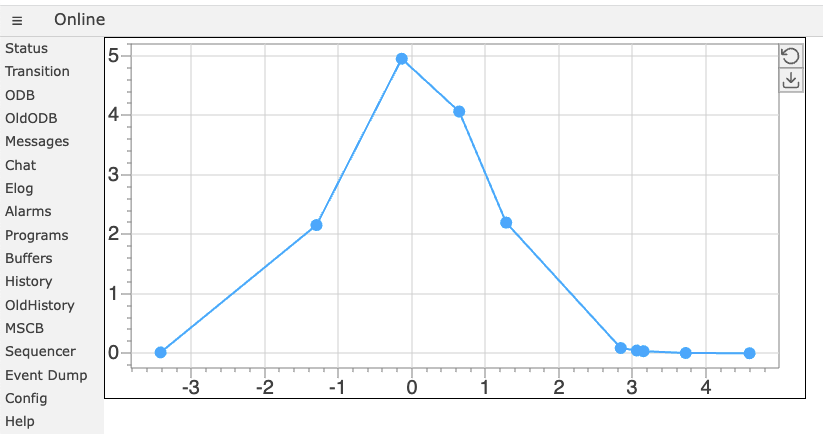 ≡ Online
Status
Transition
ODB
OldODB
Messages
Chat
Elog
Alarms
Programs
Buffers
History
OldHistory
MSCB
Sequencer
Event Dump
Config
Help
5
4
3
2
1
0
-3 -2 -1 0 1 2 3 4